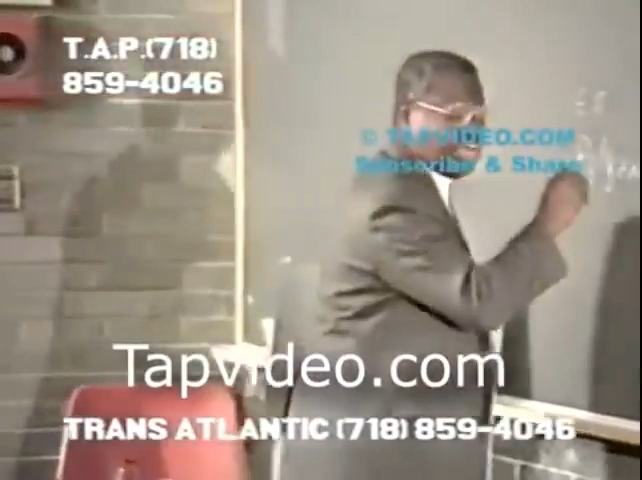 T.A.P.(718)
859-4046
© TAPVIDEO.COM
Subscribe & Share
Tapvideo.com
TRANS ATLANTIC (718) 859-4046